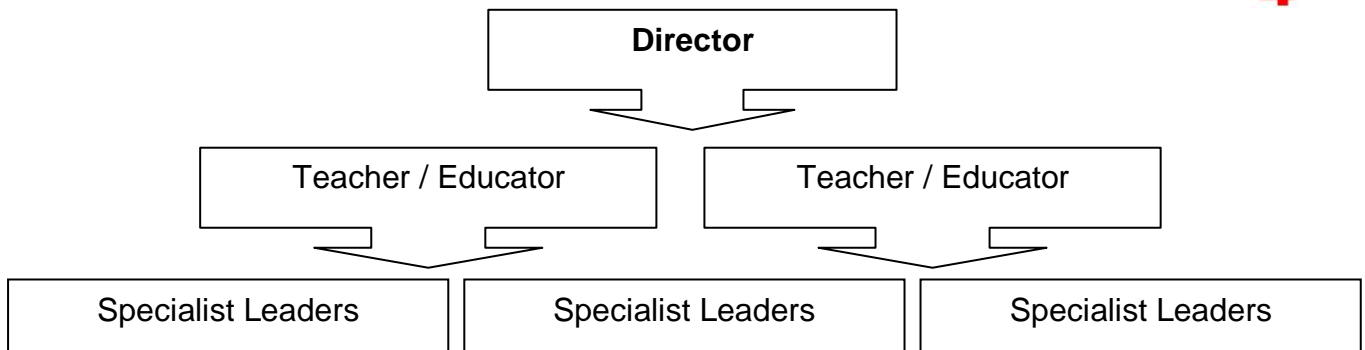 Director
Teacher / Educator
Teacher / Educator
Specialist Leaders
Specialist Leaders
Specialist Leaders